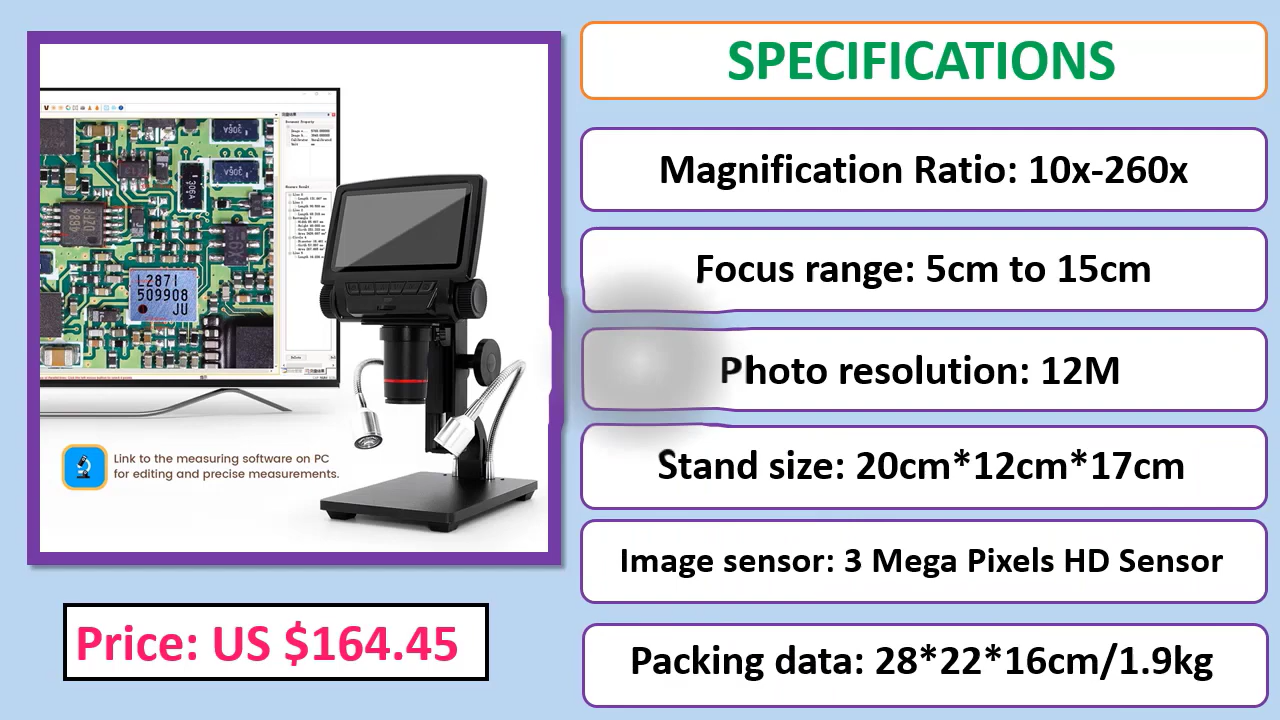 L2871
509908
JU
4B84
DZFP
Link to the measuring software on PC
for editing and precise measurements.
Price: US $164.45
SPECIFICATIONS
Magnification Ratio: 10x-260x
Focus range: 5cm to 15cm
Photo resolution: 12M
Stand size: 20cm*12cm*17cm
Image sensor: 3 Mega Pixels HD Sensor
Packing data: 28*22*16cm/1.9kg